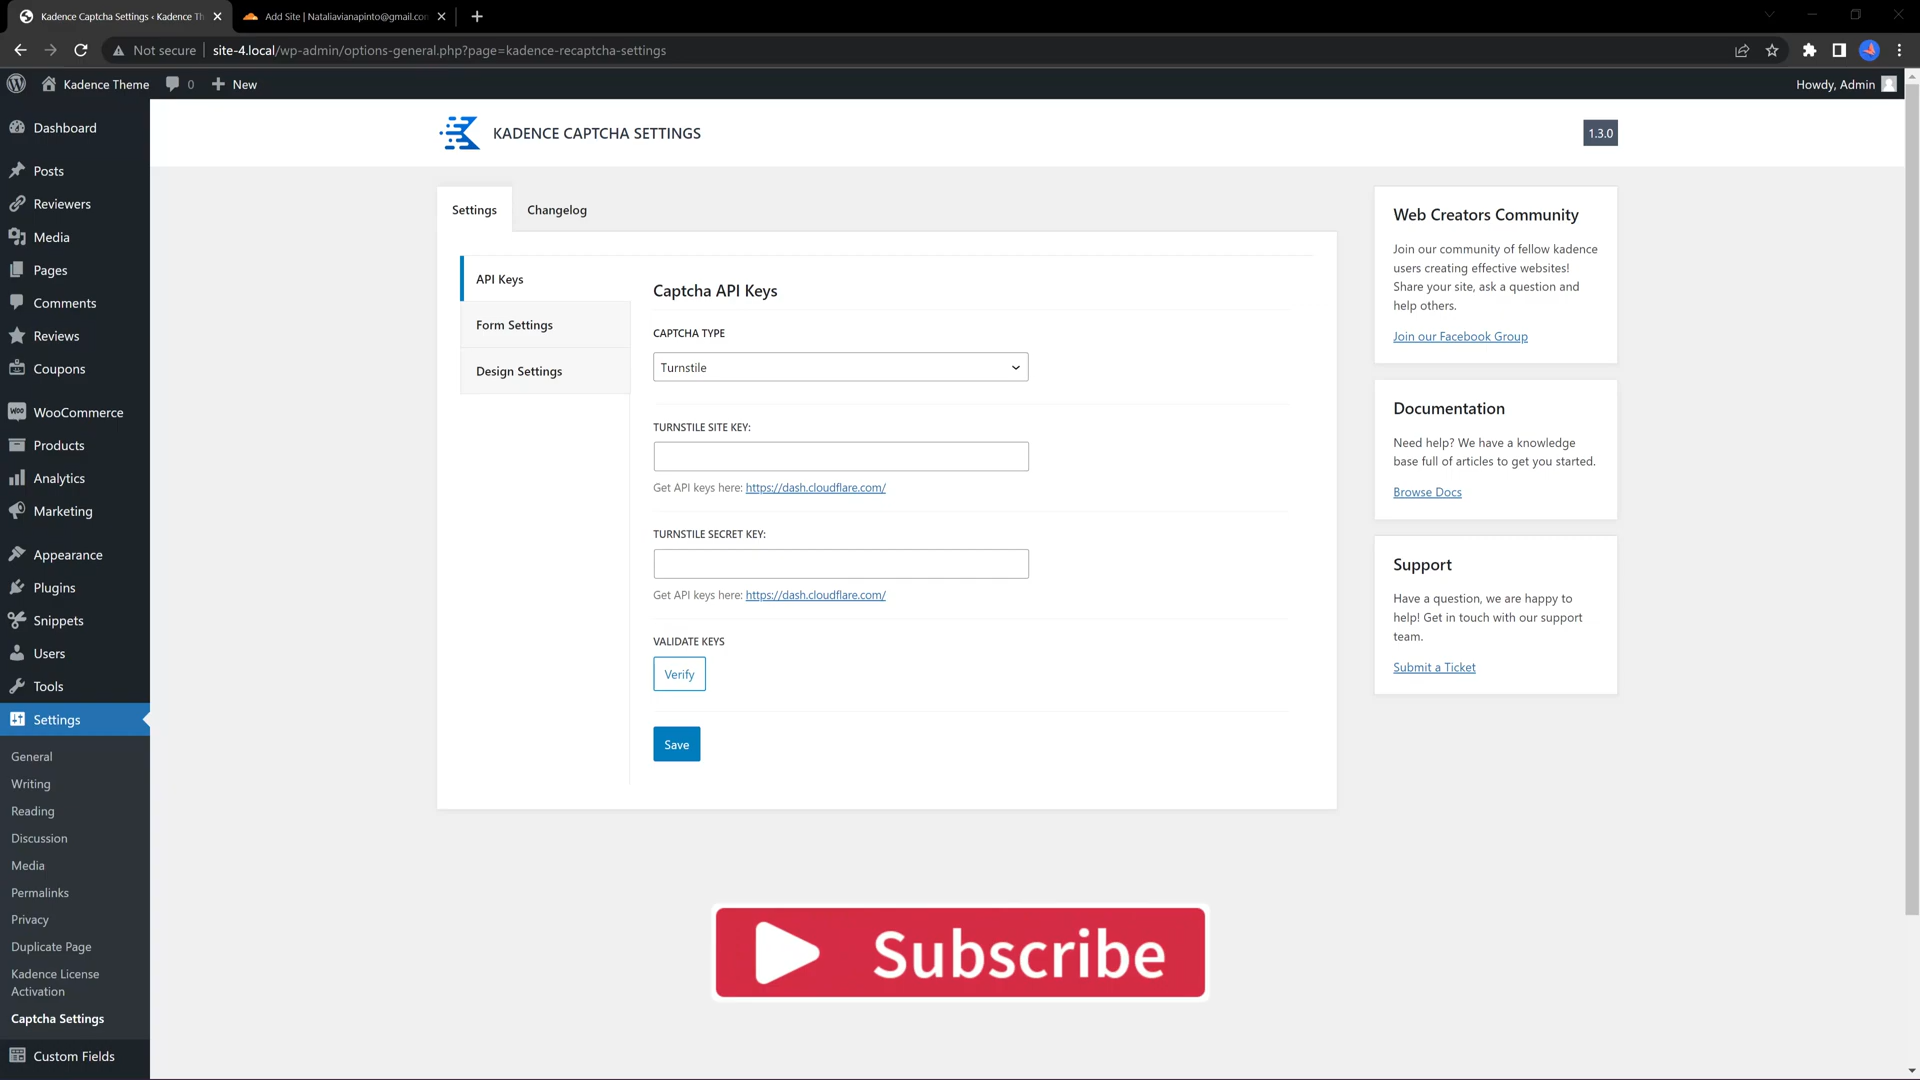 Kadence Captcha Settings ‹ Kadence Th
Add Site | Nataliavianapinto@gmail.con
Not secure
site-4.local/wp-admin/options-general.php?page=kadence-recaptcha-settings
Kadence Theme
0
New
Howdy, Admin
Dashboard
Posts
Reviewers
Media
Pages
Comments
Reviews
Coupons
WooCommerce
Products
Analytics
Marketing
Appearance
Plugins
Snippets
Users
Tools
Settings
General
Writing
Reading
Discussion
Media
Permalinks
Privacy
Duplicate Page
Kadence License
Activation
Captcha Settings
Custom Fields
KADENCE CAPTCHA SETTINGS
1.3.0
Settings
Changelog
API Keys
Form Settings
Design Settings
Captcha API Keys
CAPTCHA TYPE
Turnstile
TURNSTILE SITE KEY:
Get API keys here: https://dash.cloudflare.com/
TURNSTILE SECRET KEY:
Get API keys here: https://dash.cloudflare.com/
VALIDATE KEYS
Verify
Save
Web Creators Community
Join our community of fellow kadence
users creating effective websites!
Share your site, ask a question and
help others.
Join our Facebook Group
Documentation
Need help? We have a knowledge
base full of articles to get you started.
Browse Docs
Support
Have a question, we are happy to
help! Get in touch with our support
team.
Submit a Ticket
Subscribe